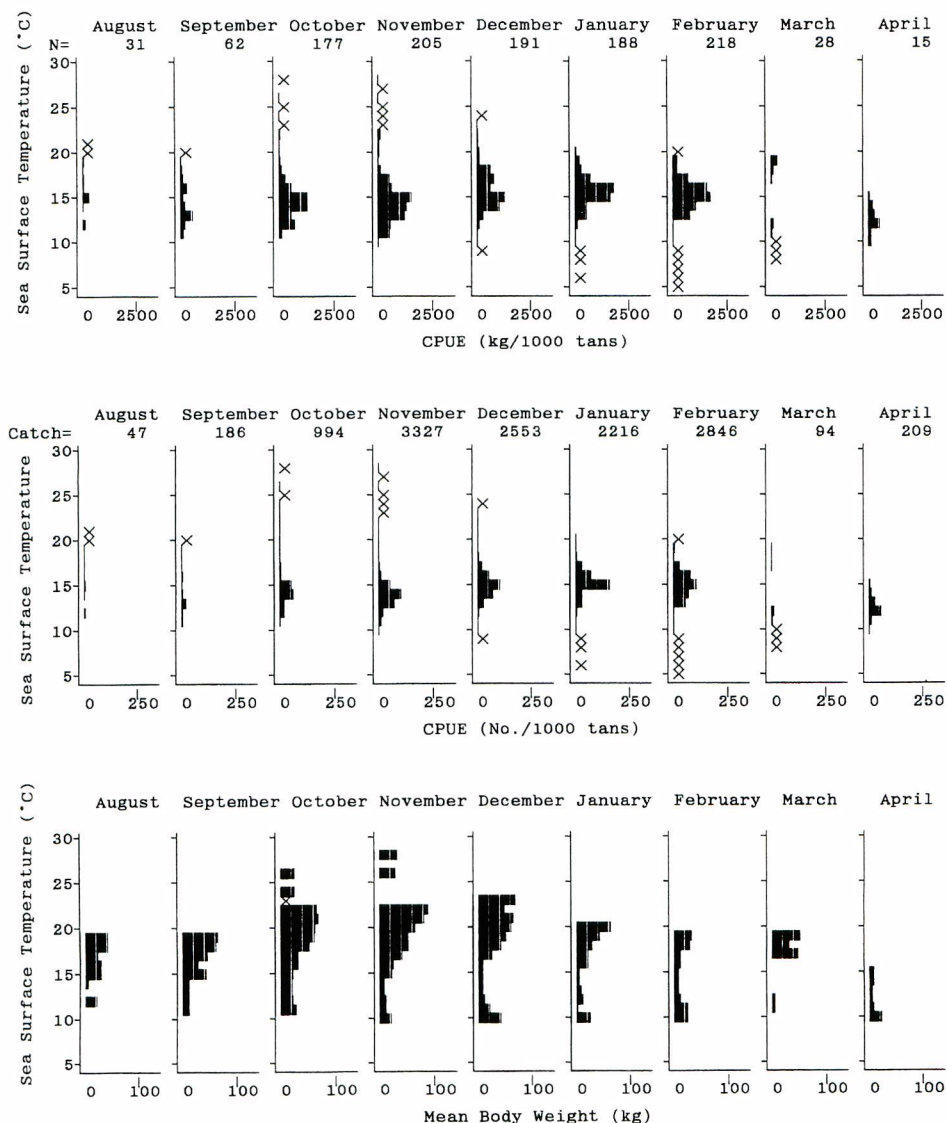 August September October November December January February March April
N= 31 62 177 205 191 188 218 28 15
Sea Surface Temperature (°C)
30
25
20
15
10
5
0 2500 0 2500 0 2500 0 2500 0 2500 0 2500 0 2500 0 2500 0 2500
CPUE (kg/1000 tans)
August September October November December January February March April
Catch= 47 186 994 3327 2553 2216 2846 94 209
Sea Surface Temperature
30
25
20
15
10
5
0 250 0 250 0 250 0 250 0 250 0 250 0 250 0 250 0 250
CPUE (No./1000 tans)
August September October November December January February March April
Sea Surface Temperature (°C)
30
25
20
15
10
5
0 100 0 100 0 100 0 100 0 100 0 100 0 100 0 100 0 100
Mean Body Weight (kg)